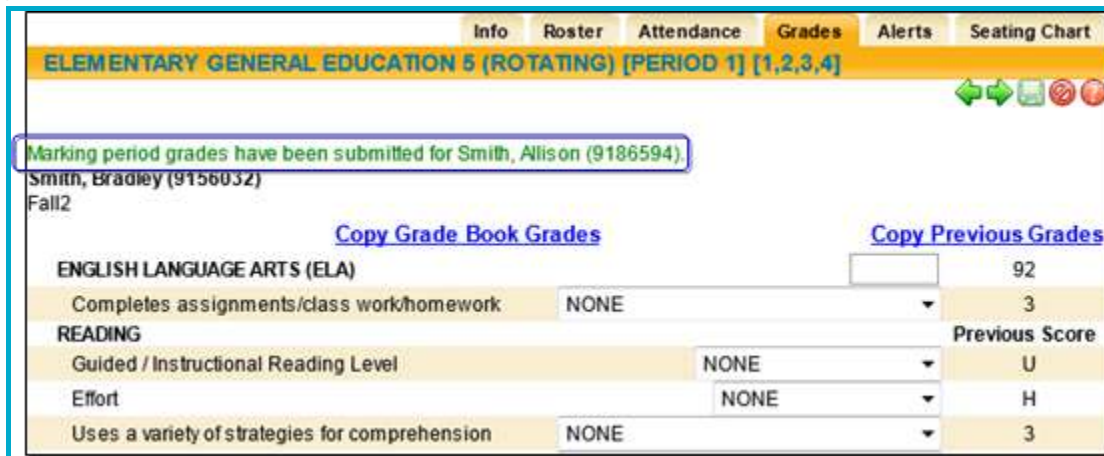 Info Roster Attendance Grades Alerts Seating Chart
ELEMENTARY GENERAL EDUCATION 5 (ROTATING) [PERIOD 1] [1,2,3,4]
Marking period grades have been submitted for Smith, Allison (9186594).
Smith, Bradley (9156032)
Fall2
Copy Grade Book Grades Copy Previous Grades
ENGLISH LANGUAGE ARTS (ELA) 92
Completes assignments/class work/homework NONE 3
READING Previous Score
Guided / Instructional Reading Level NONE U
Effort NONE H
Uses a variety of strategies for comprehension NONE 3